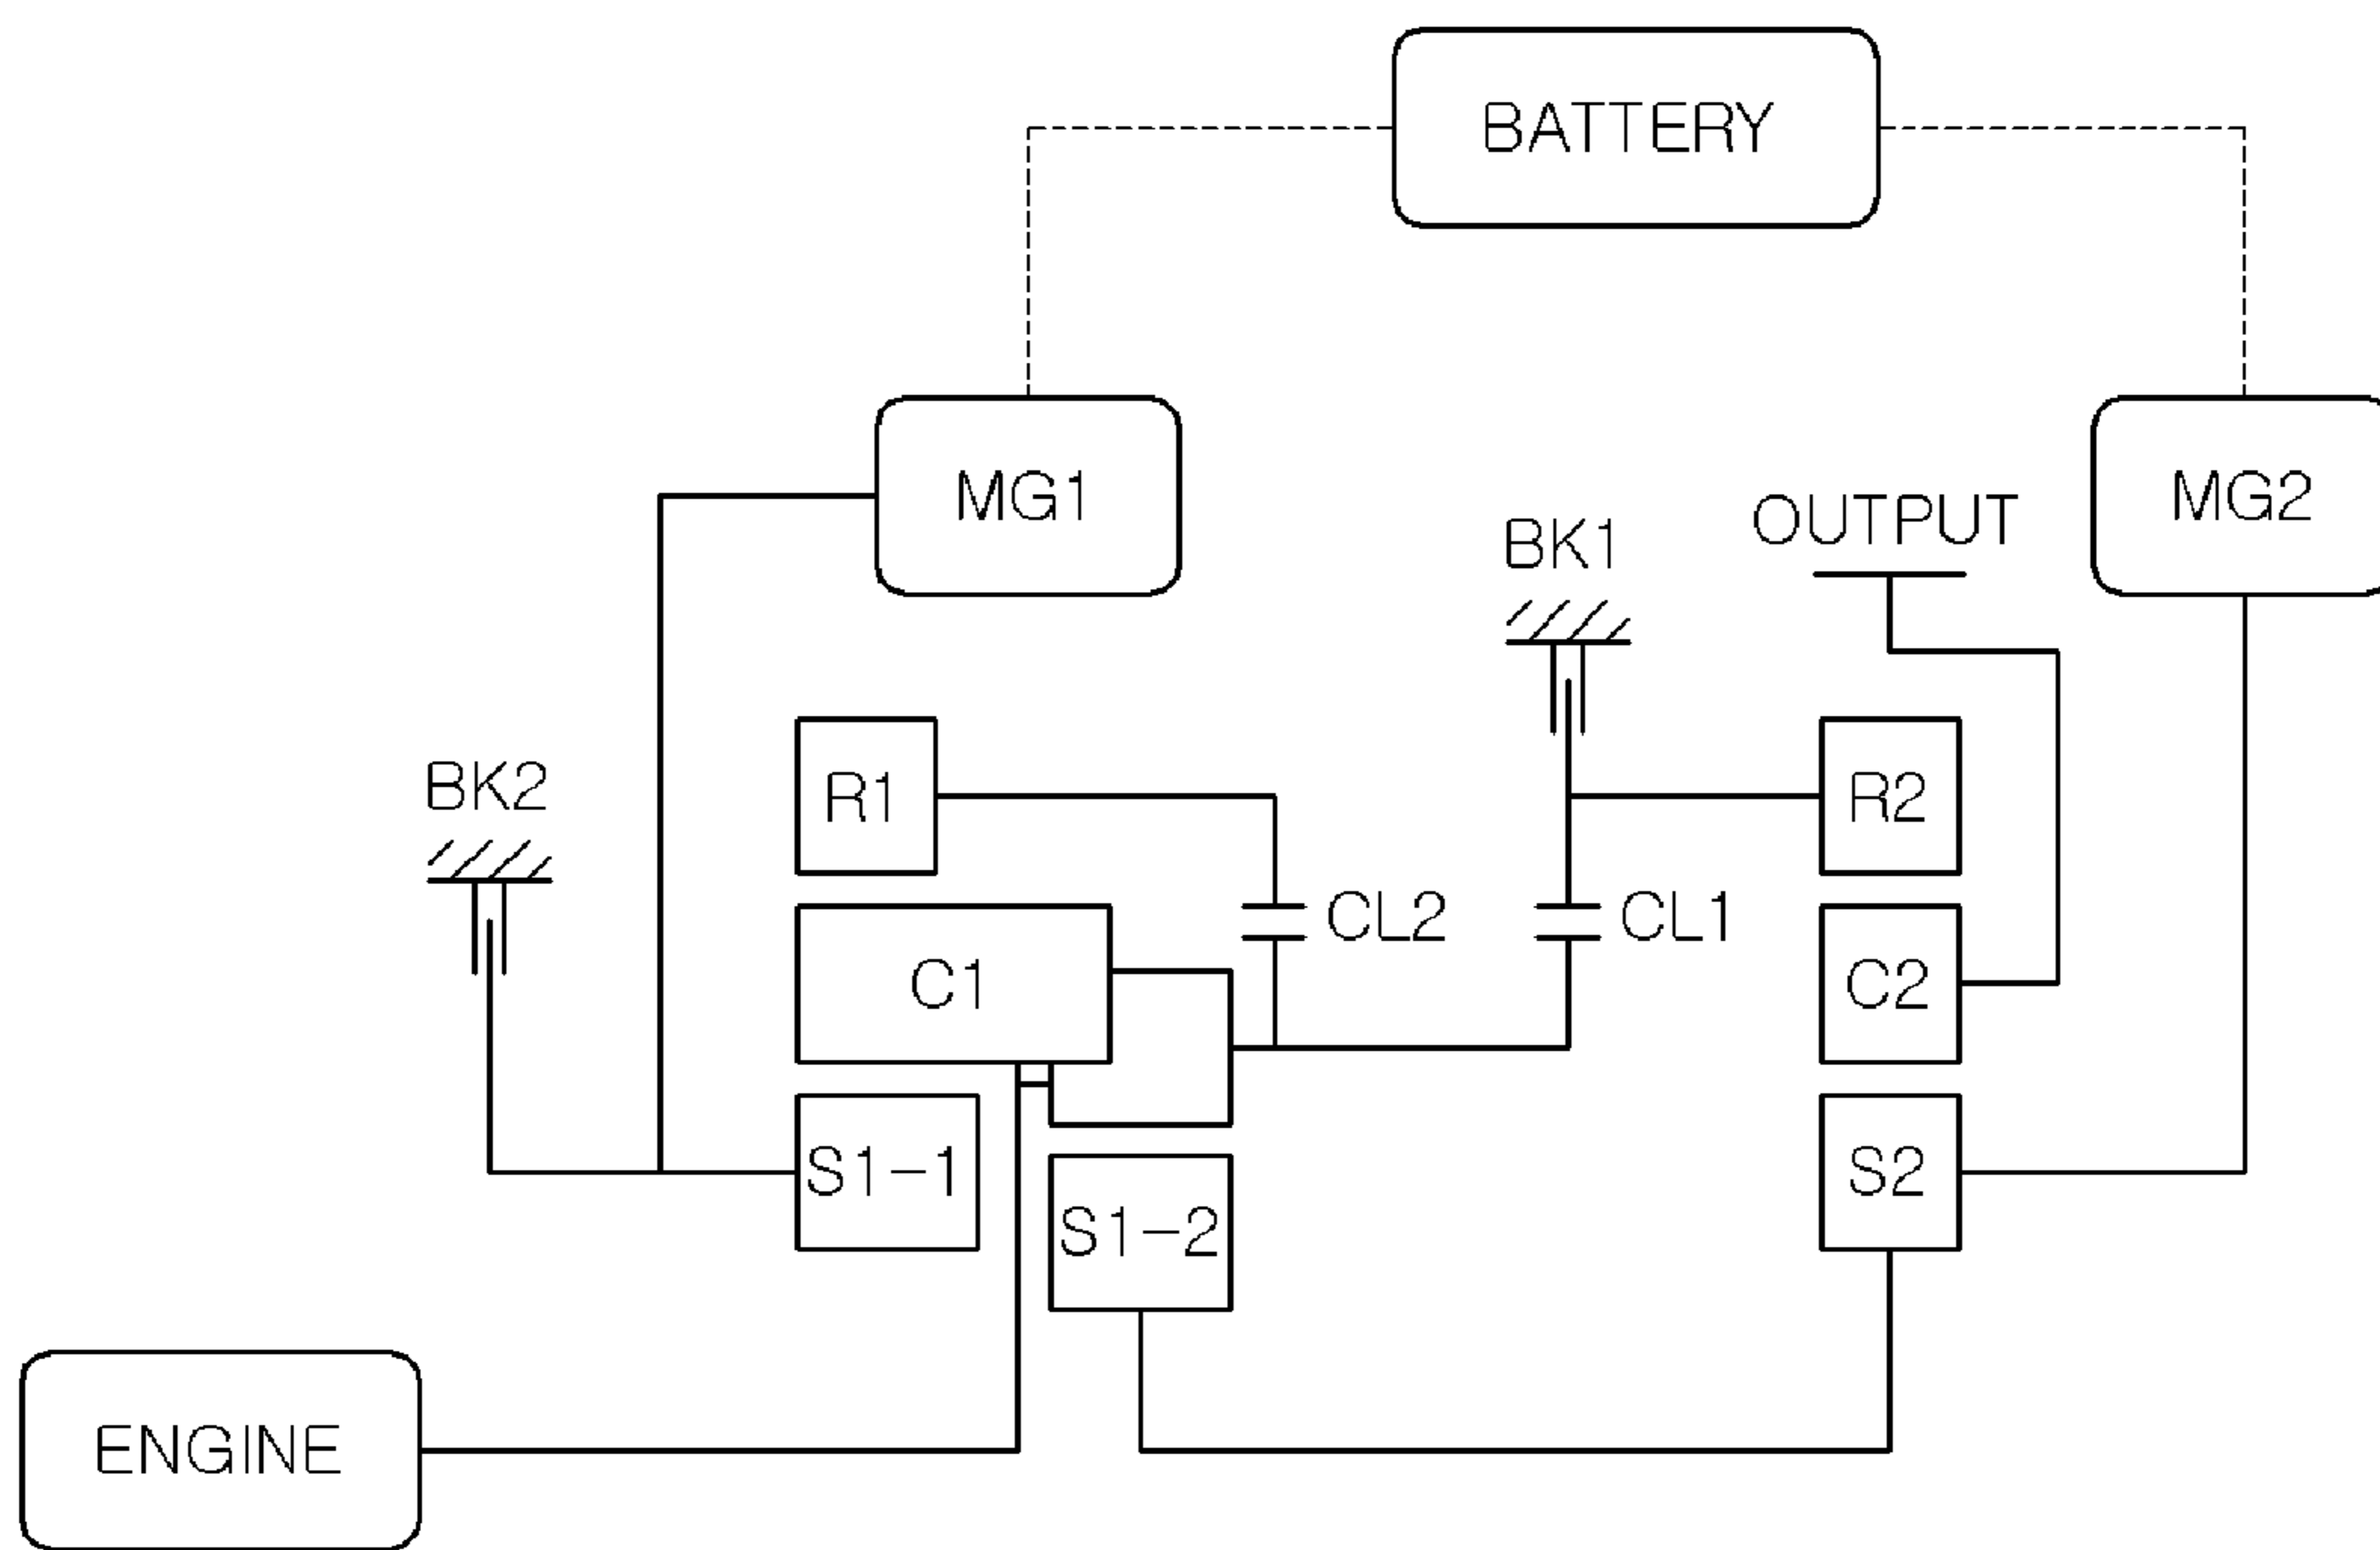 BATTERY
MG1
MG2
OUTPUT
BK1
BK2
R1
R2
CL2
CL1
C1
C2
S1-1
S2
S1-2
ENGINE